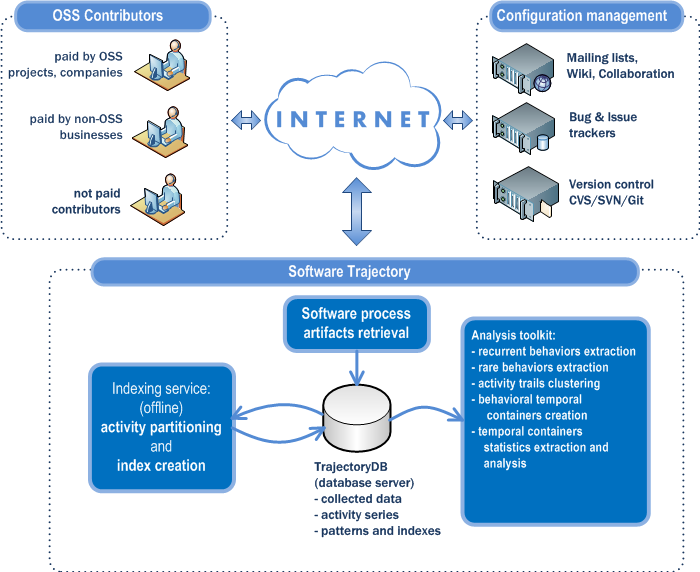 OSS Contributors
paid by OSS
projects, companies
paid by non-OSS
businesses
not paid
contributors
INTERNET
Configuration management
Mailing lists,
Wiki, Collaboration
Bug & Issue
trackers
Version control
CVS/SVN/Git
Software Trajectory
Software process
artifacts retrieval
Indexing service:
(offline)
activity partitioning
and
index creation
TrajectoryDB
(database server)
- collected data
- activity series
- patterns and indexes
Analysis toolkit:
- recurrent behaviors extraction
- rare behaviors extraction
- activity trails clustering
- behavioral temporal
containers creation
- temporal containers
statistics extraction and
analysis